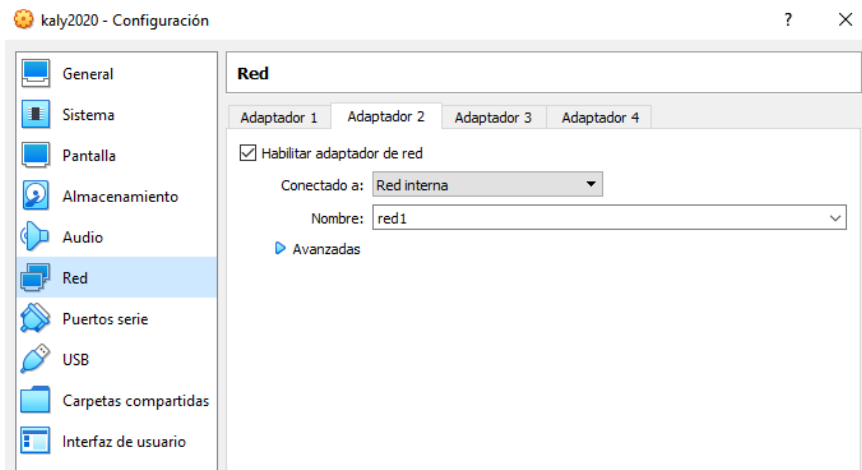 kaly2020 - Configuración ? ×
General
Sistema
Pantalla
Almacenamiento
Audio
Red
Puertos serie
USB
Carpetas compartidas
Interfaz de usuario
Red
Adaptador 1 Adaptador 2 Adaptador 3 Adaptador 4
Habilitar adaptador de red
Conectado a: Red interna
Nombre: red1
Avanzadas